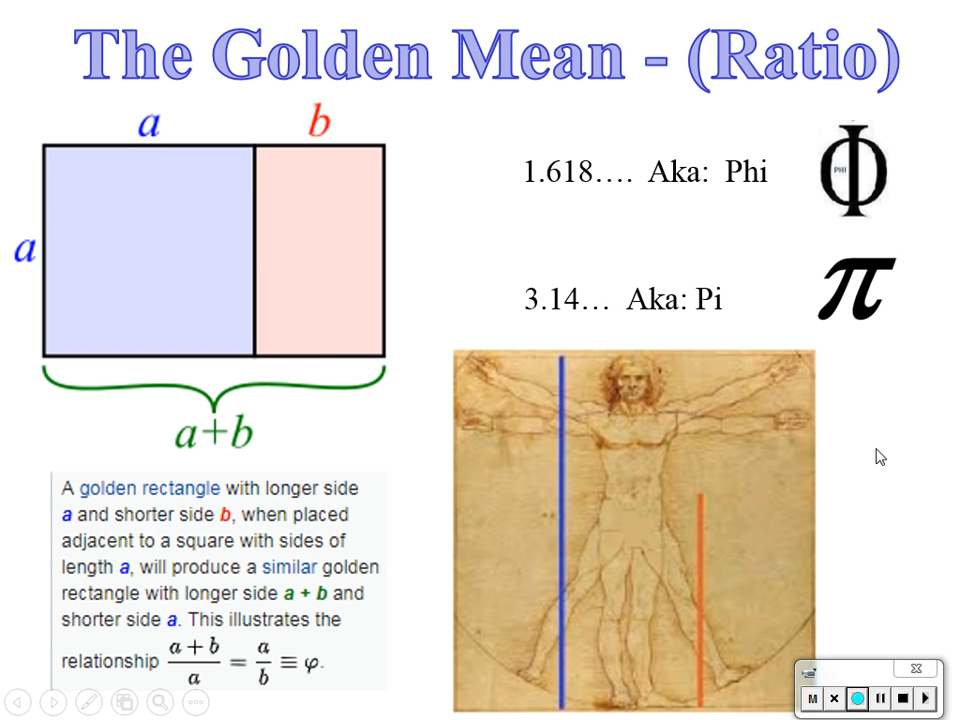 The Golden Mean - (Ratio)
a b
a
a+b
1.618…. Aka: Phi
PHI
Φ
3.14… Aka: Pi
π
A golden rectangle with longer side
a and shorter side b, when placed
adjacent to a square with sides of
length a, will produce a similar golden
rectangle with longer side a + b and
shorter side a. This illustrates the
relationship (a + b)/a = a/b ≡ φ.
M